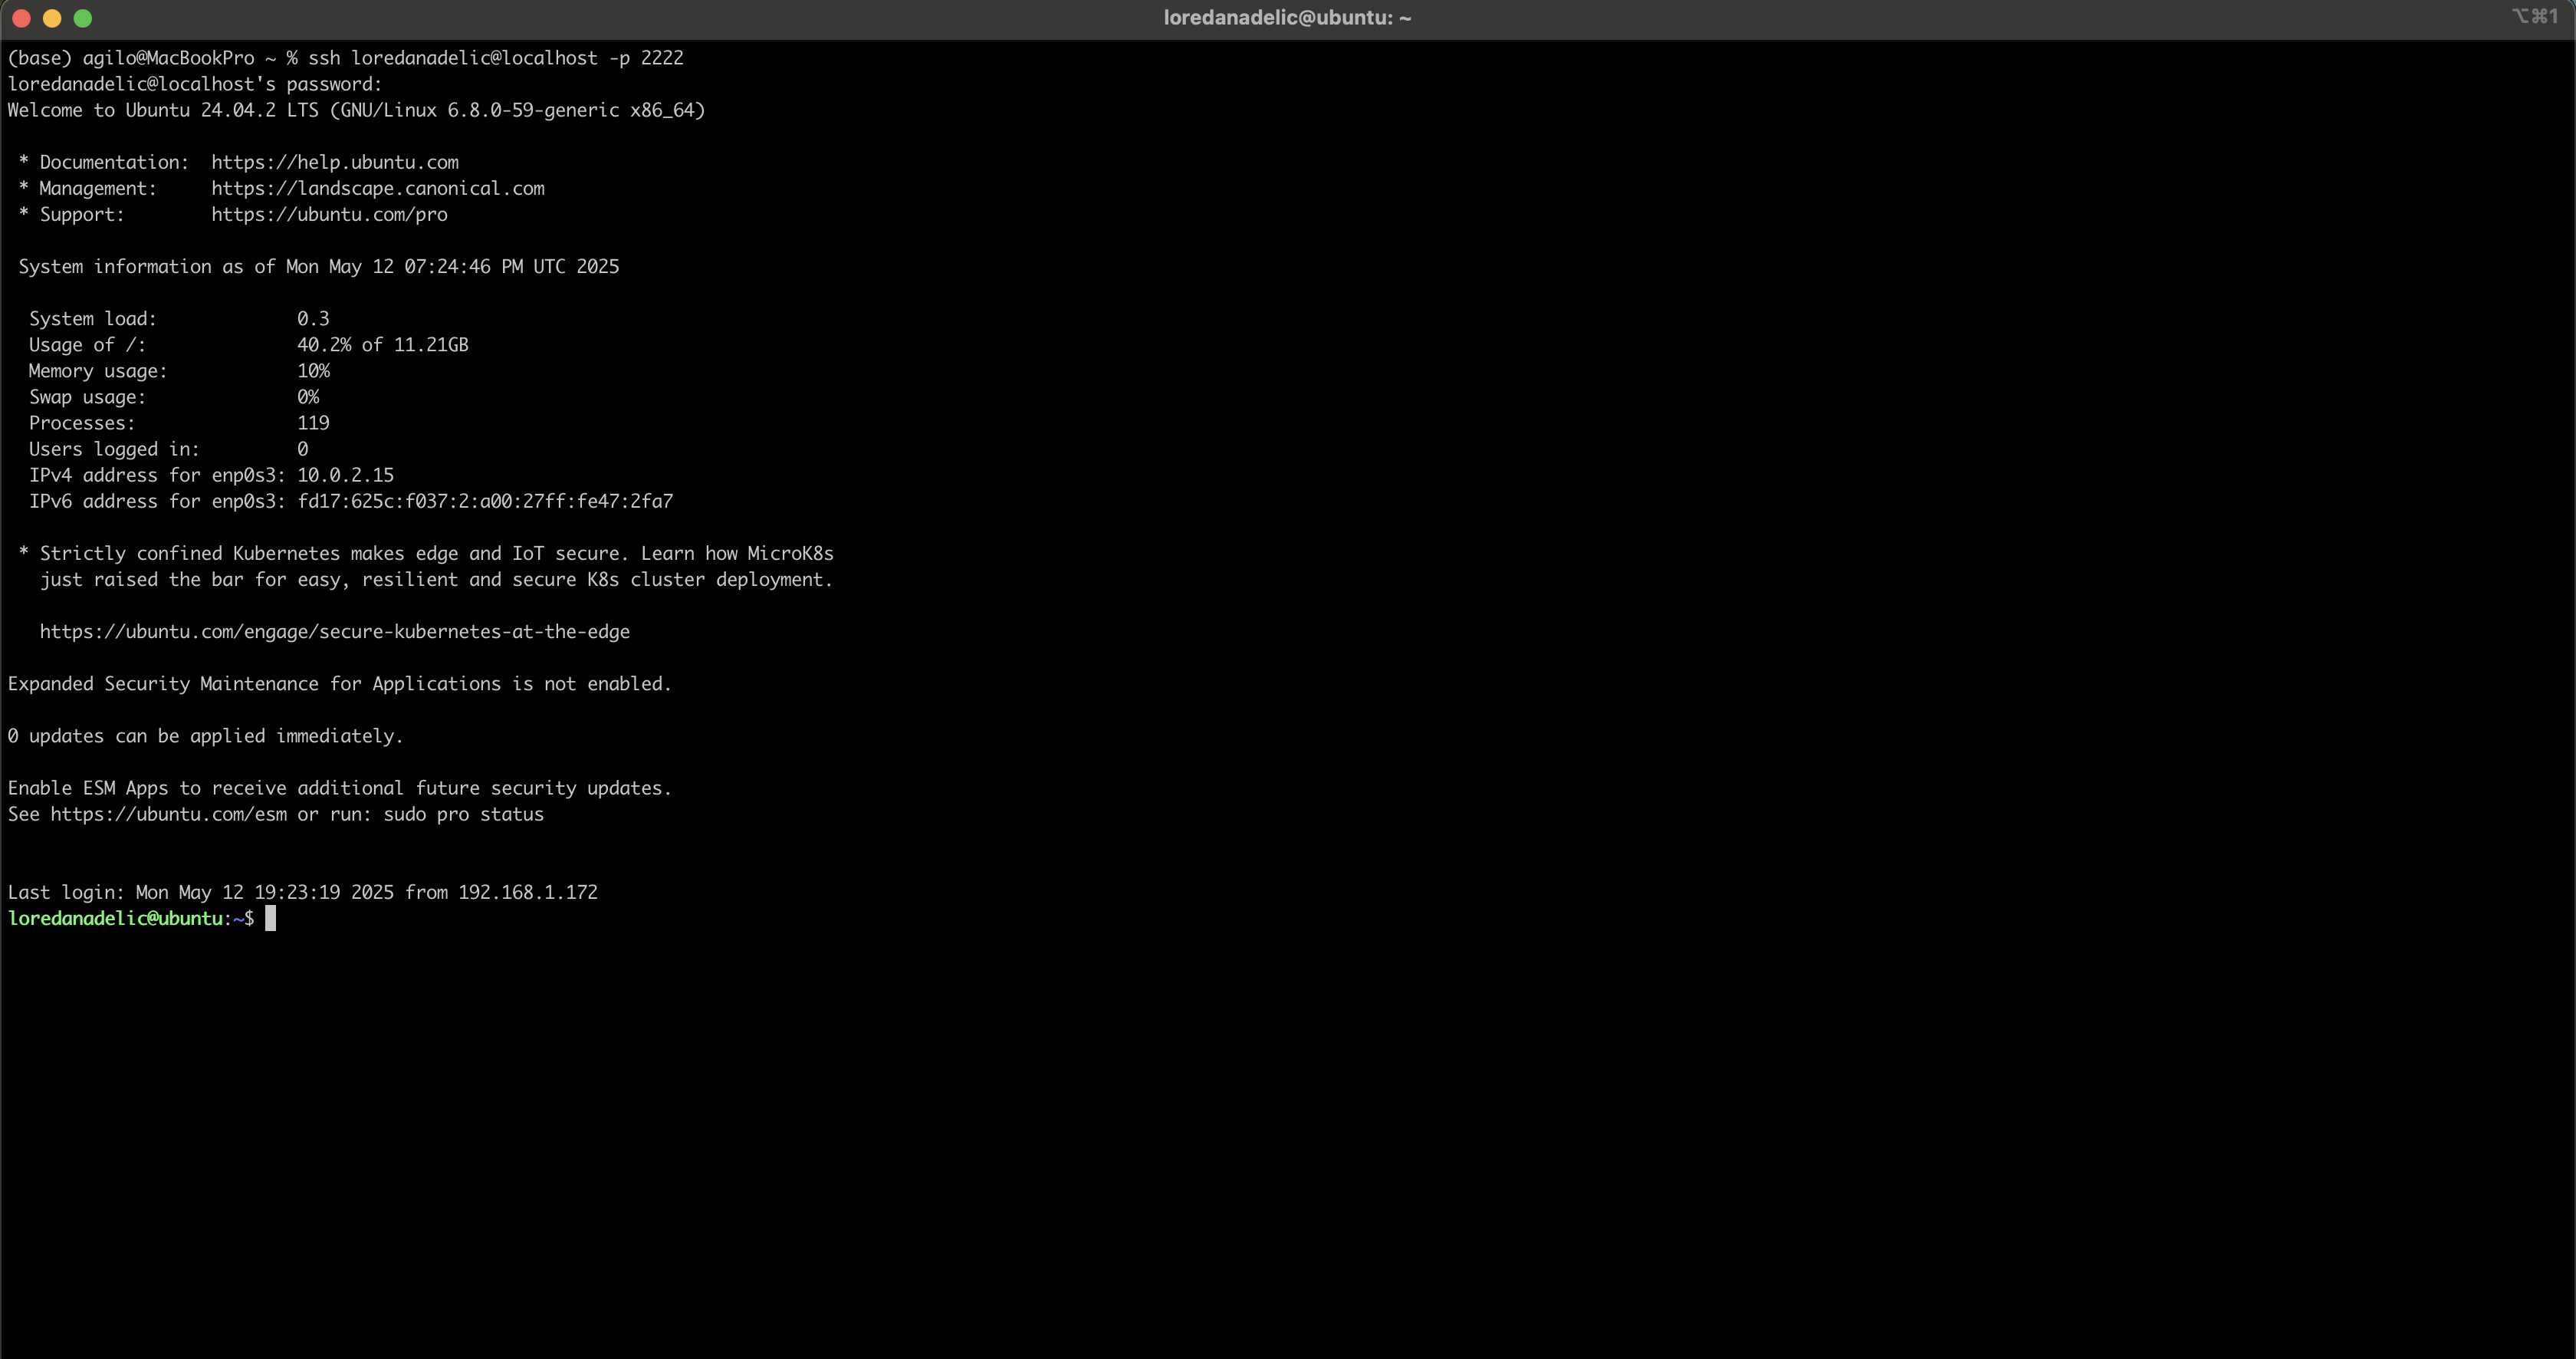 loredanadelic@ubuntu: ~
⌥⌘1
(base) agilo@MacBookPro ~ % ssh loredanadelic@localhost -p 2222
loredanadelic@localhost's password:
Welcome to Ubuntu 24.04.2 LTS (GNU/Linux 6.8.0-59-generic x86_64)
* Documentation:  https://help.ubuntu.com
* Management:     https://landscape.canonical.com
* Support:        https://ubuntu.com/pro
System information as of Mon May 12 07:24:46 PM UTC 2025
System load:             0.3
Usage of /:              40.2% of 11.21GB
Memory usage:            10%
Swap usage:              0%
Processes:               119
Users logged in:         0
IPv4 address for enp0s3: 10.0.2.15
IPv6 address for enp0s3: fd17:625c:f037:2:a00:27ff:fe47:2fa7
* Strictly confined Kubernetes makes edge and IoT secure. Learn how MicroK8s
just raised the bar for easy, resilient and secure K8s cluster deployment.
https://ubuntu.com/engage/secure-kubernetes-at-the-edge
Expanded Security Maintenance for Applications is not enabled.
0 updates can be applied immediately.
Enable ESM Apps to receive additional future security updates.
See https://ubuntu.com/esm or run: sudo pro status
Last login: Mon May 12 19:23:19 2025 from 192.168.1.172
loredanadelic@ubuntu:~$